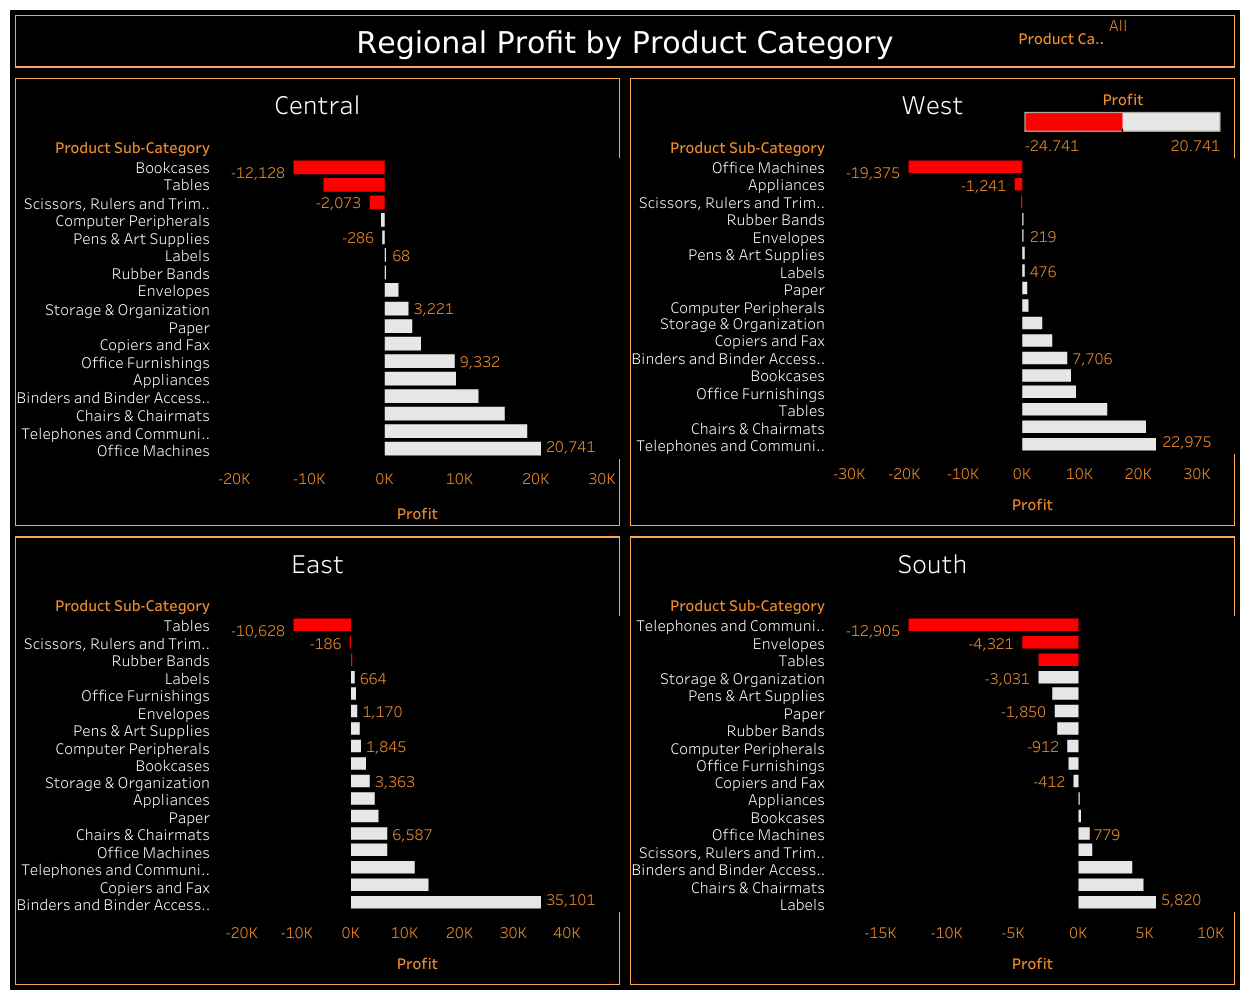 Regional Profit by Product Category
All
Product Ca..
Central
Product Sub-Category
Bookcases -12,128
Tables
Scissors, Rulers and Trim.. -2,073
Computer Peripherals
Pens & Art Supplies -286
Labels 68
Rubber Bands
Envelopes
Storage & Organization 3,221
Paper
Copiers and Fax
Office Furnishings 9,332
Appliances
Binders and Binder Access..
Chairs & Chairmats
Telephones and Communi..
Office Machines 20,741
-20K -10K 0K 10K 20K 30K
Profit
West
Profit
-24.741 20.741
Product Sub-Category
Office Machines -19,375
Appliances -1,241
Scissors, Rulers and Trim..
Rubber Bands
Envelopes 219
Pens & Art Supplies
Labels 476
Paper
Computer Peripherals
Storage & Organization
Copiers and Fax
Binders and Binder Access.. 7,706
Bookcases
Office Furnishings
Tables
Chairs & Chairmats
Telephones and Communi.. 22,975
-30K -20K -10K 0K 10K 20K 30K
Profit
East
Product Sub-Category
Tables -10,628
Scissors, Rulers and Trim.. -186
Rubber Bands
Labels 664
Office Furnishings
Envelopes 1,170
Pens & Art Supplies
Computer Peripherals 1,845
Bookcases
Storage & Organization 3,363
Appliances
Paper
Chairs & Chairmats 6,587
Office Machines
Telephones and Communi..
Copiers and Fax
Binders and Binder Access.. 35,101
-20K -10K 0K 10K 20K 30K 40K
Profit
South
Product Sub-Category
Telephones and Communi.. -12,905
Envelopes -4,321
Tables
Storage & Organization -3,031
Pens & Art Supplies
Paper -1,850
Rubber Bands
Computer Peripherals -912
Office Furnishings
Copiers and Fax -412
Appliances
Bookcases
Office Machines 779
Scissors, Rulers and Trim..
Binders and Binder Access..
Chairs & Chairmats
Labels 5,820
-15K -10K -5K 0K 5K 10K
Profit